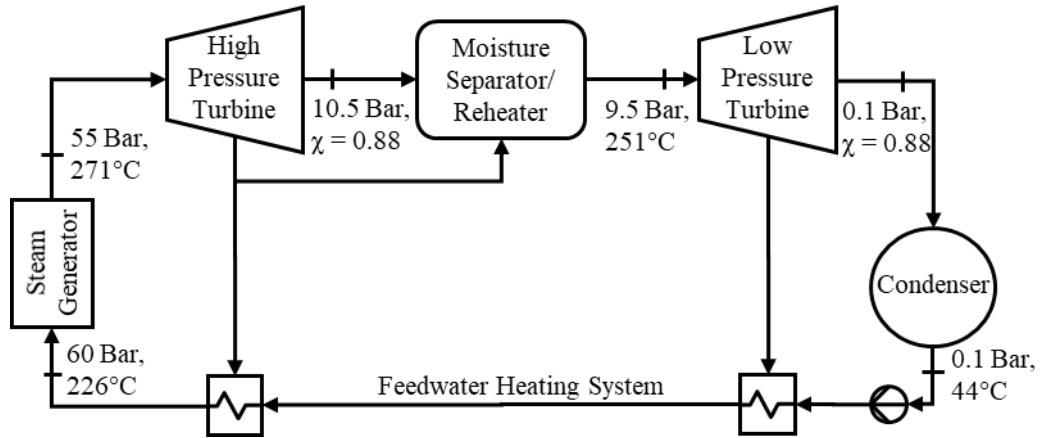 High
Pressure
Turbine
Moisture
Separator/
Reheater
Low
Pressure
Turbine
10.5 Bar,
χ = 0.88
9.5 Bar,
251°C
0.1 Bar,
χ = 0.88
55 Bar,
271°C
Steam
Generator
Condenser
60 Bar,
226°C
Feedwater Heating System
0.1 Bar,
44°C